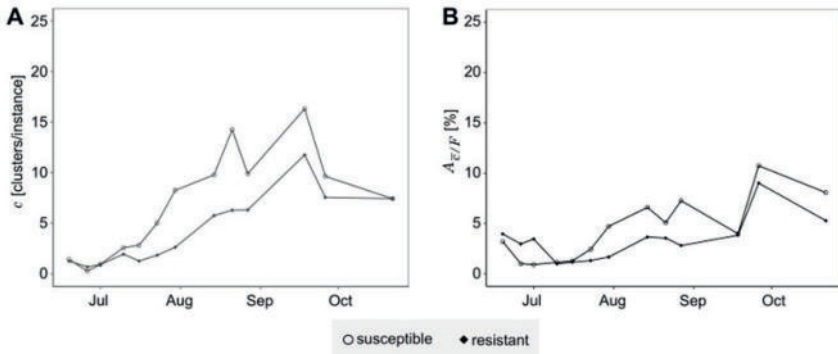 A
B
25
20
15
10
5
0
c [clusters/instance]
Jul
Aug
Sep
Oct
25
20
15
10
5
0
A c̅/F [%]
Jul
Aug
Sep
Oct
susceptible
resistant